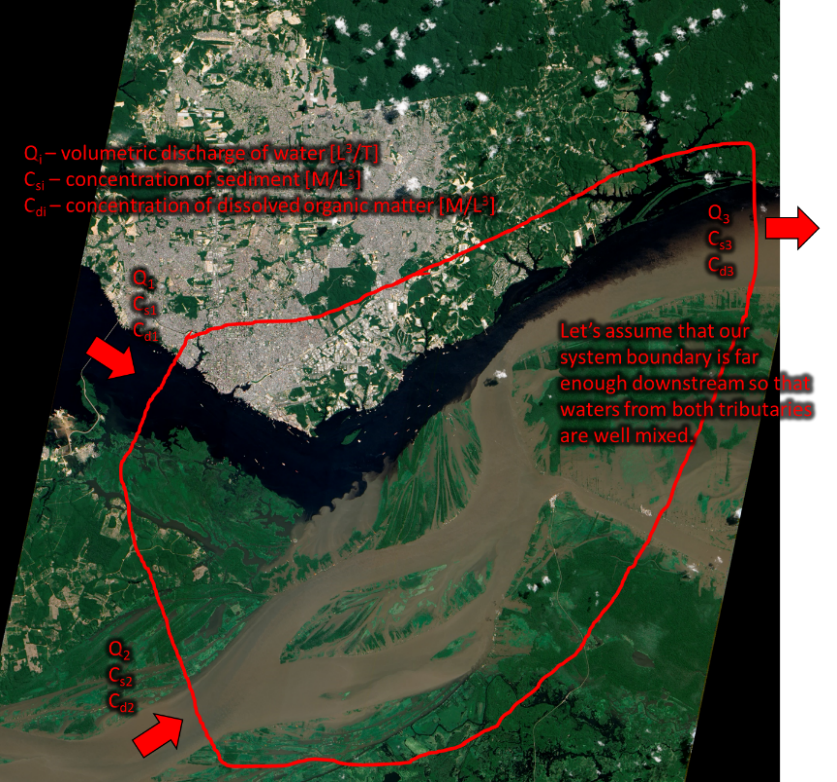 Qᵢ – volumetric discharge of water [L³/T]
Cₛᵢ – concentration of sediment [M/L³]
C_di – concentration of dissolved organic matter [M/L³]
Q₁
Cₛ₁
C_d1
Q₃
Cₛ₃
C_d3
Let's assume that our
system boundary is far
enough downstream so that
waters from both tributaries
are well mixed.
Q₂
Cₛ₂
C_d2